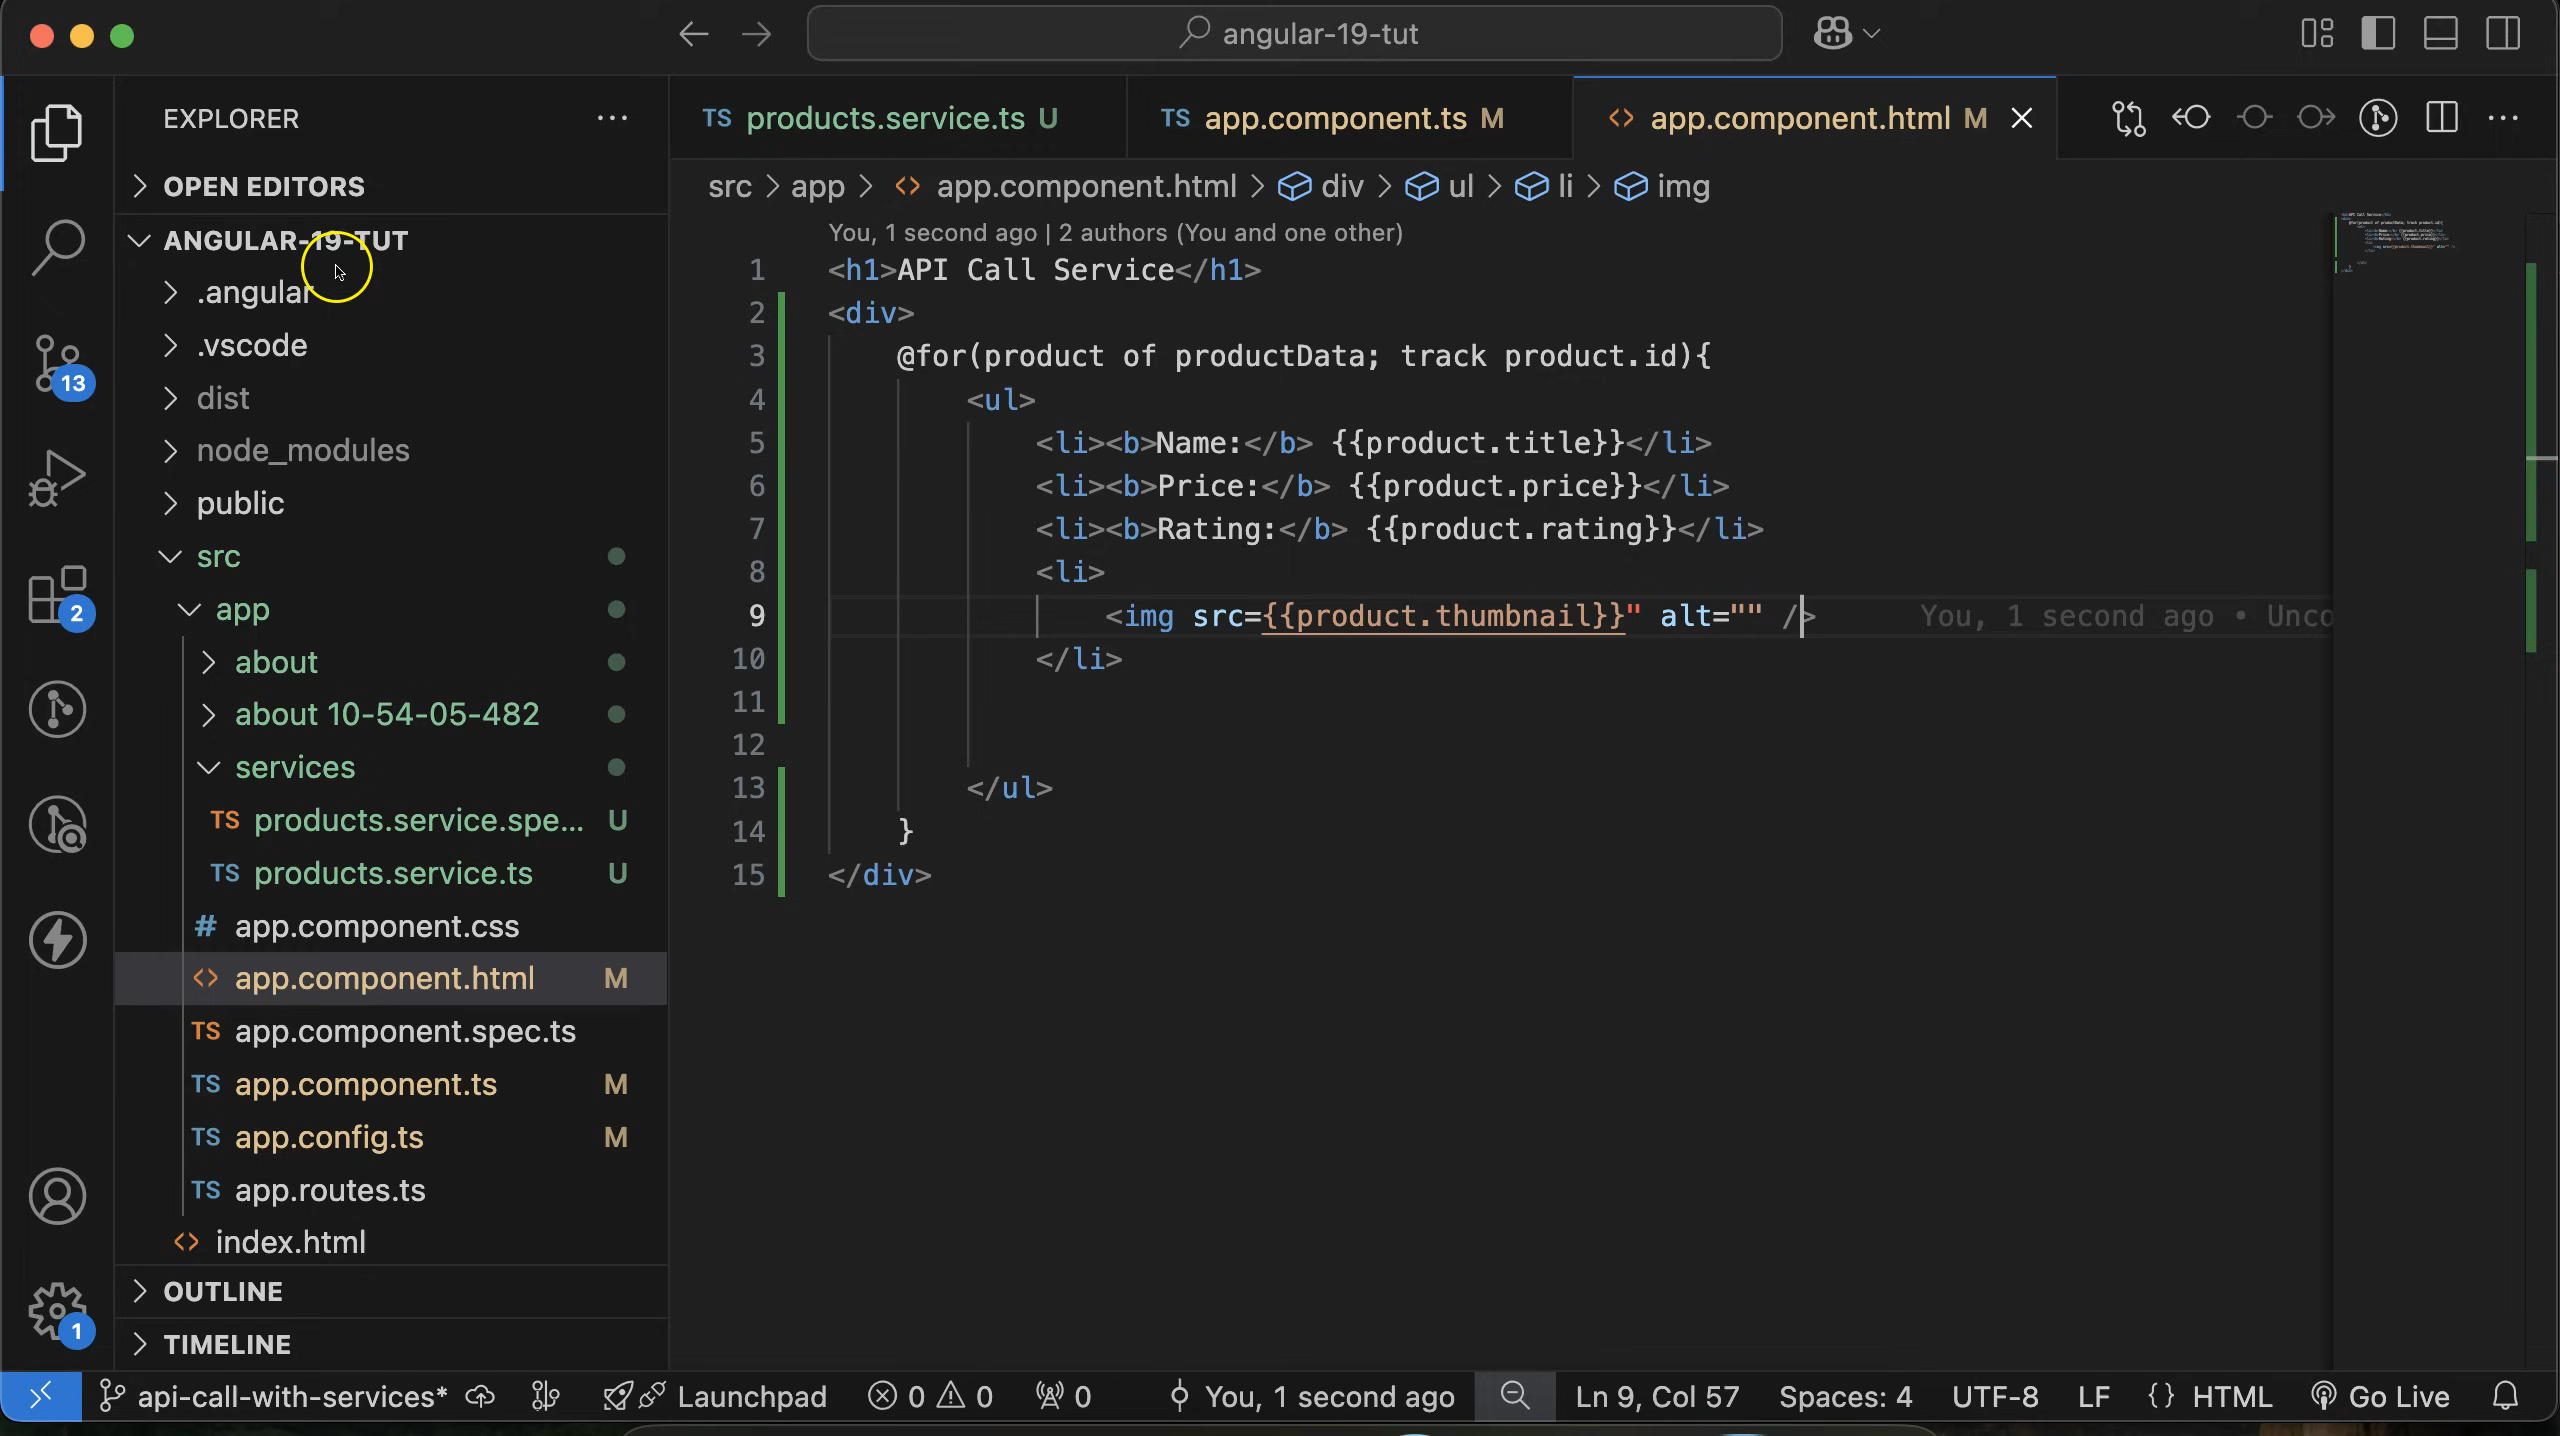 angular-19-tut
EXPLORER
OPEN EDITORS
ANGULAR-19-TUT
.angular
.vscode
dist
node_modules
public
src
app
about
about 10-54-05-482
services
TS products.service.spe... U
TS products.service.ts U
# app.component.css
<> app.component.html M
TS app.component.spec.ts
TS app.component.ts M
TS app.config.ts M
TS app.routes.ts
<> index.html
OUTLINE
TIMELINE
13
2
1
TS products.service.ts U
TS app.component.ts M
<> app.component.html M
src > app > <> app.component.html > div > ul > li > img
You, 1 second ago | 2 authors (You and one other)
1 <h1>API Call Service</h1>
2 <div>
3 @for(product of productData; track product.id){
4 <ul>
5 <li><b>Name:</b> {{product.title}}</li>
6 <li><b>Price:</b> {{product.price}}</li>
7 <li><b>Rating:</b> {{product.rating}}</li>
8 <li>
9 <img src={{product.thumbnail}}" alt="" /> You, 1 second ago • Unco
10 </li>
11
12
13 </ul>
14 }
15 </div>
api-call-with-services* Launchpad 0 0 0 You, 1 second ago Ln 9, Col 57 Spaces: 4 UTF-8 LF {} HTML Go Live